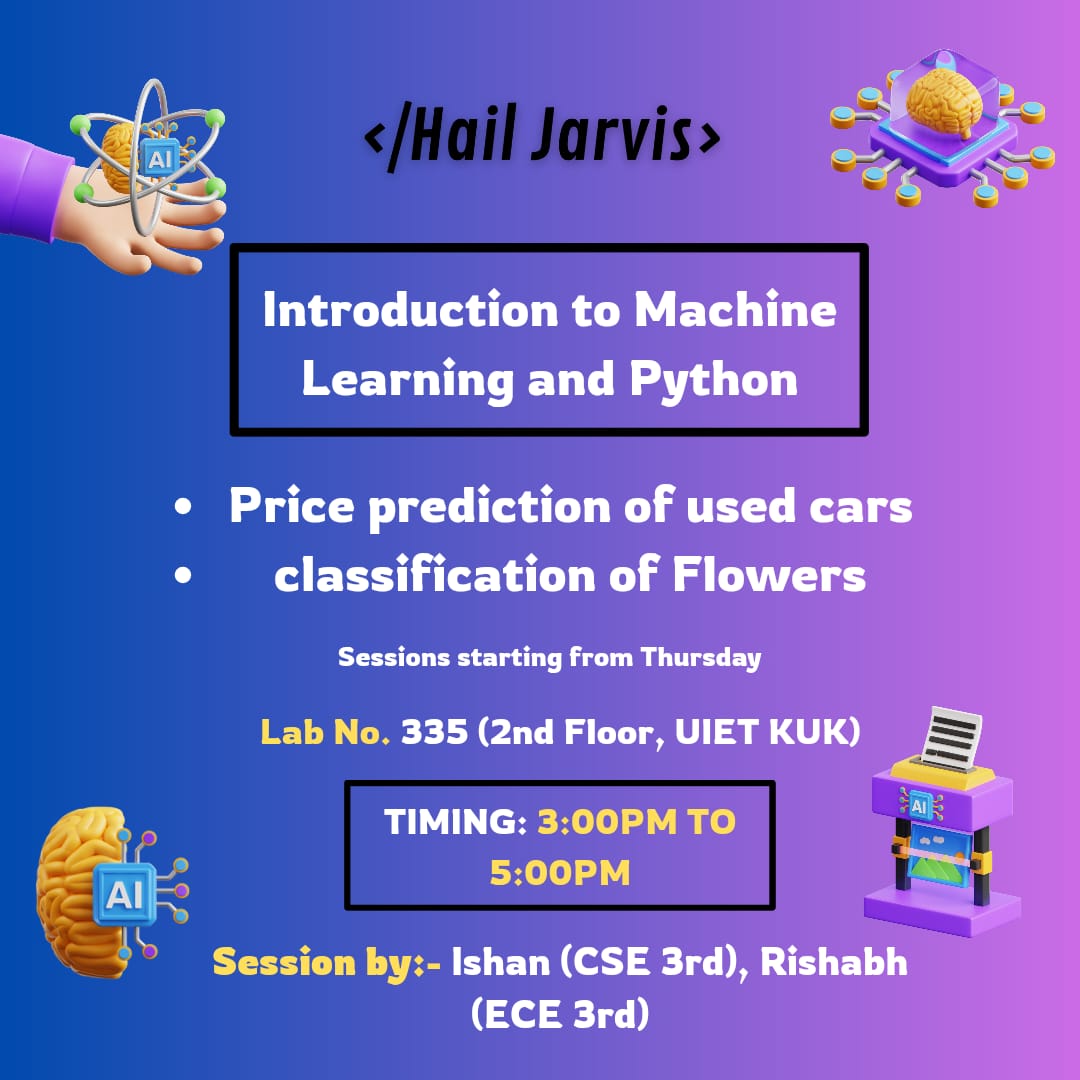 </Hail Jarvis>
AI
Introduction to Machine
Learning and Python
• Price prediction of used cars
• classification of Flowers
Sessions starting from Thursday
Lab No. 335 (2nd Floor, UIET KUK)
AI
TIMING: 3:00PM TO
5:00PM
AI
Session by:- Ishan (CSE 3rd), Rishabh
(ECE 3rd)